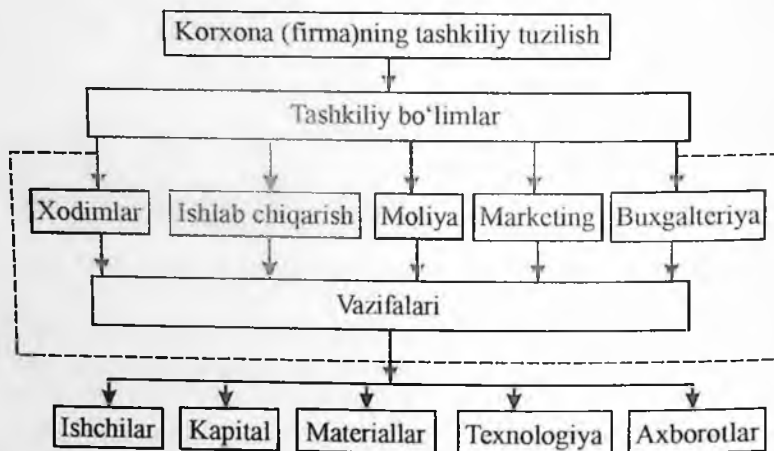 Korxona (firma)ning tashkiliy tuzilish
Tashkiliy bo‘limlar
Xodimlar
Ishlab chiqarish
Moliya
Marketing
Buxgalteriya
Vazifalari
Ishchilar
Kapital
Materiallar
Texnologiya
Axborotlar